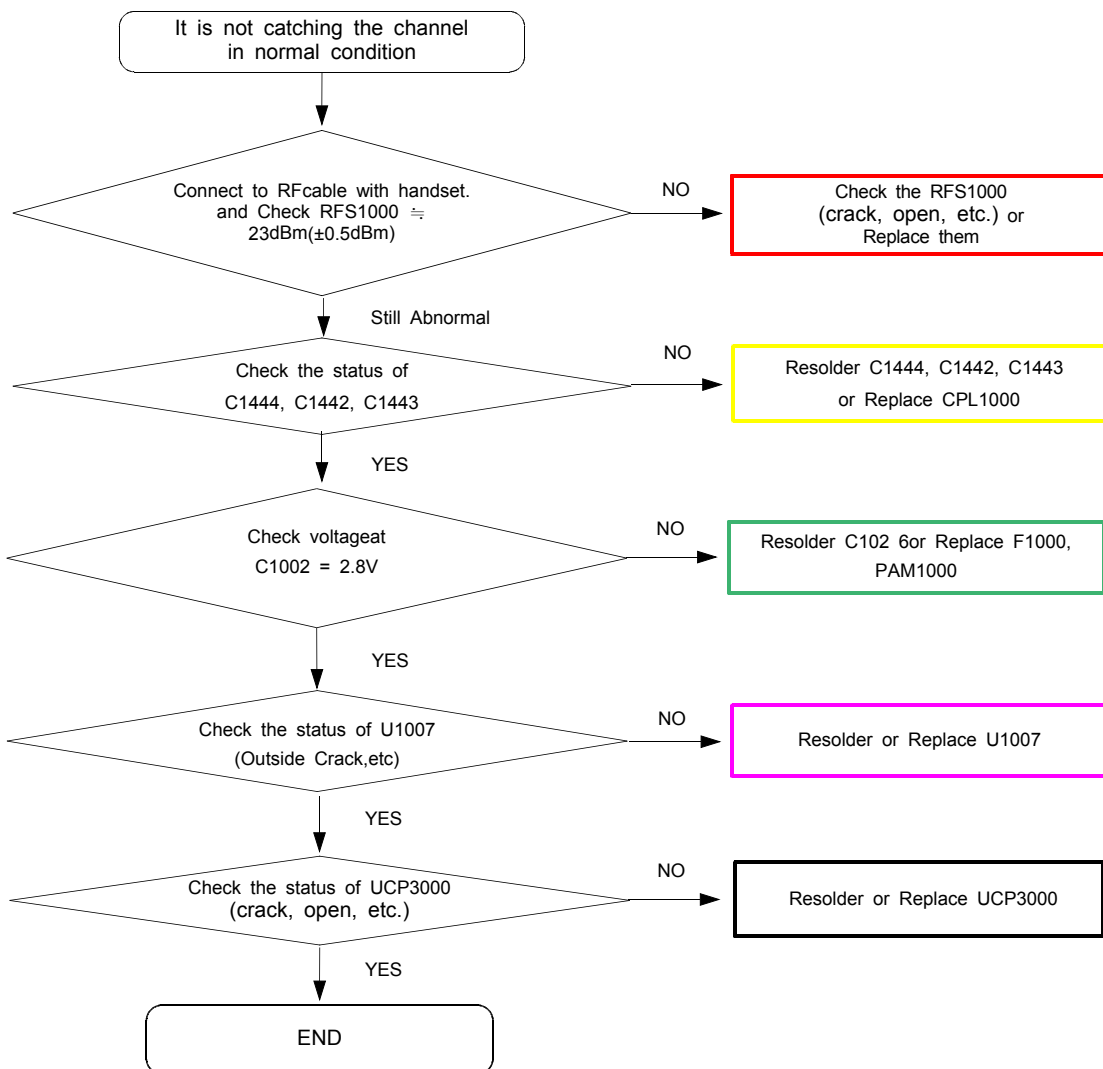 It is not catching the channel
in normal condition
Connect to RFcable with handset.
and Check RFS1000 ≒
23dBm(±0.5dBm)
NO
Check the RFS1000
(crack, open, etc.) or
Replace them
Still Abnormal
Check the status of
C1444, C1442, C1443
NO
Resolder C1444, C1442, C1443
or Replace CPL1000
YES
Check voltageat
C1002 = 2.8V
NO
Resolder C102 6or Replace F1000,
PAM1000
YES
Check the status of U1007
(Outside Crack,etc)
NO
Resolder or Replace U1007
YES
Check the status of UCP3000
(crack, open, etc.)
NO
Resolder or Replace UCP3000
YES
END